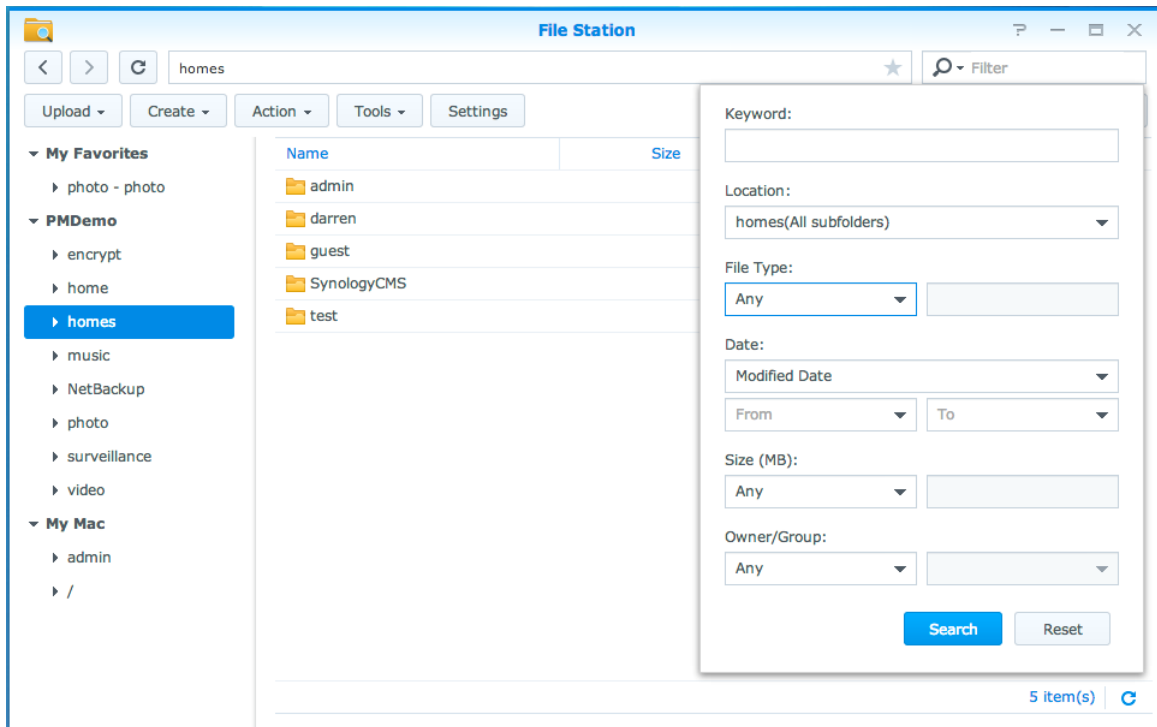 File Station
homes
Filter
Upload
Create
Action
Tools
Settings
My Favorites
photo - photo
PMDemo
encrypt
home
homes
music
NetBackup
photo
surveillance
video
My Mac
admin
/
Name
Size
admin
darren
guest
SynologyCMS
test
Keyword:
Location:
homes(All subfolders)
File Type:
Any
Date:
Modified Date
From To
Size (MB):
Any
Owner/Group:
Any
Search Reset
5 item(s)